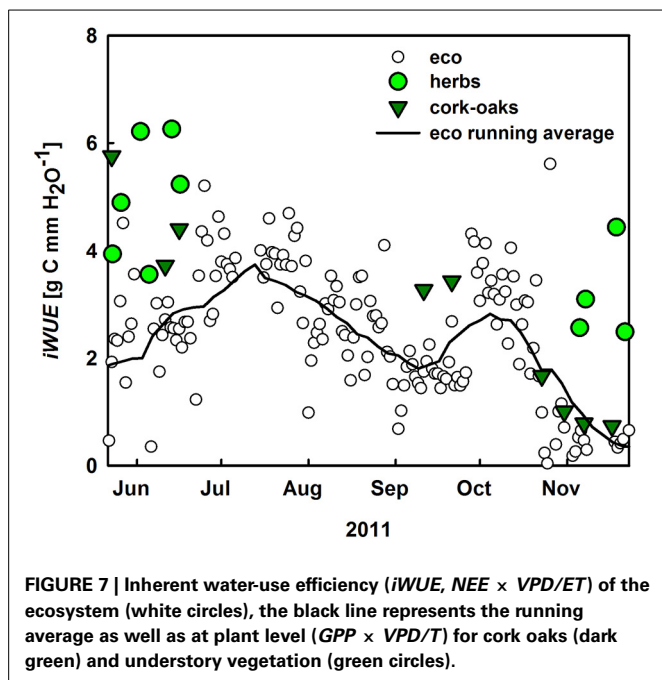 8
6
4
2
0
iWUE [g C mm H₂O⁻¹]
eco
herbs
cork-oaks
eco running average
Jun Jul Aug Sep Oct Nov
2011
FIGURE 7 | Inherent water-use efficiency (iWUE, NEE × VPD/ET) of the
ecosystem (white circles), the black line represents the running
average as well as at plant level (GPP × VPD/T) for cork oaks (dark
green) and understory vegetation (green circles).